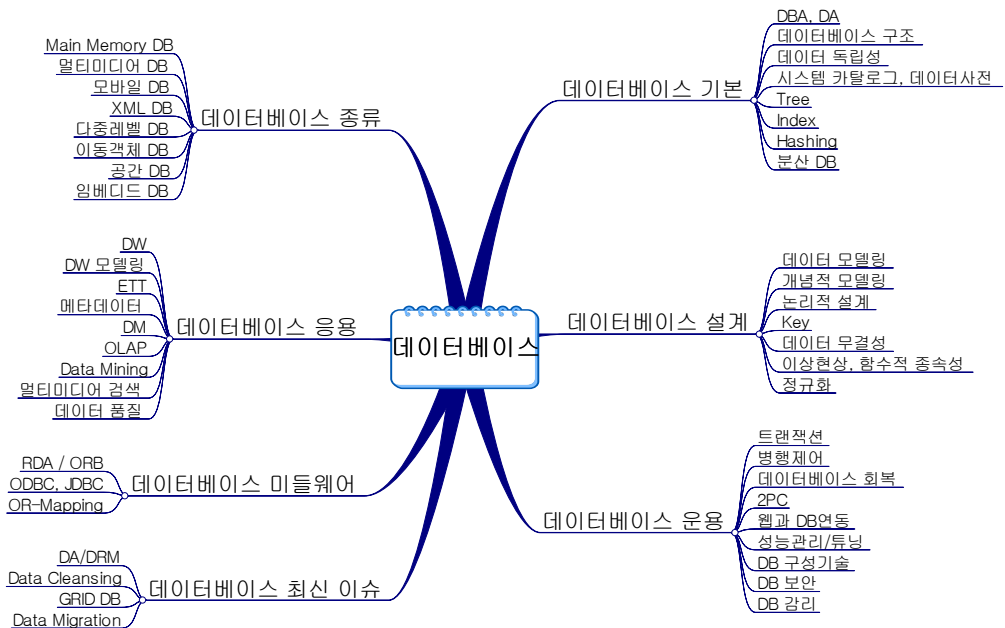 데이터베이스
데이터베이스 기본
DBA, DA
데이터베이스 구조
데이터 독립성
시스템 카탈로그, 데이터사전
Tree
Index
Hashing
분산 DB
데이터베이스 설계
데이터 모델링
개념적 모델링
논리적 설계
Key
데이터 무결성
이상현상, 함수적 종속성
정규화
데이터베이스 운용
트랜잭션
병행제어
데이터베이스 회복
2PC
웹과 DB연동
성능관리/튜닝
DB 구성기술
DB 보안
DB 감리
데이터베이스 종류
Main Memory DB
멀티미디어 DB
모바일 DB
XML DB
다중레벨 DB
이동객체 DB
공간 DB
임베디드 DB
데이터베이스 응용
DW
DW 모델링
ETT
메타데이터
DM
OLAP
Data Mining
멀티미디어 검색
데이터 품질
데이터베이스 미들웨어
RDA / ORB
ODBC, JDBC
OR-Mapping
데이터베이스 최신 이슈
DA/DRM
Data Cleansing
GRID DB
Data Migration